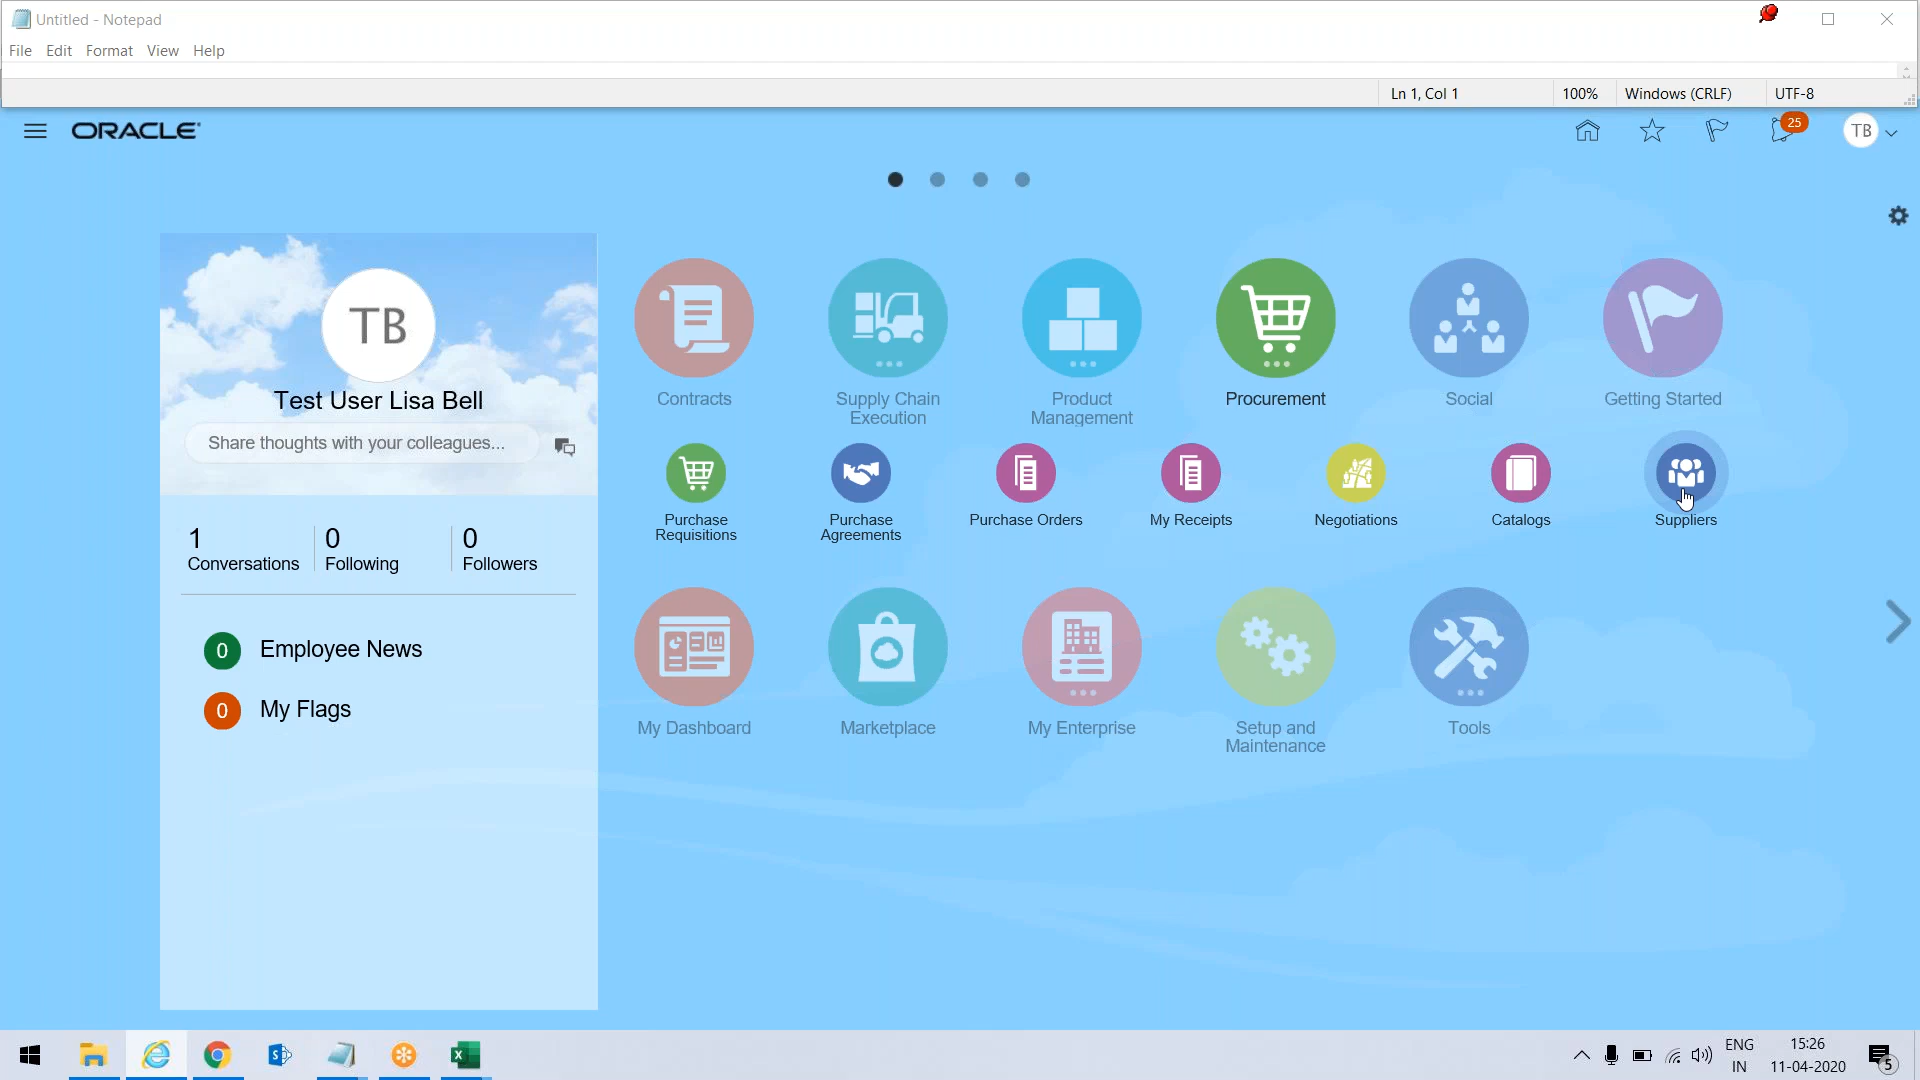 Untitled - Notepad
File Edit Format View Help
Ln 1, Col 1 100% Windows (CRLF) UTF-8
ORACLE
25
TB
TB
Test User Lisa Bell
Share thoughts with your colleagues...
1
Conversations
0
Following
0
Followers
0 Employee News
0 My Flags
Contracts
Supply Chain
Execution
Product
Management
Procurement
Social
Getting Started
Purchase
Requisitions
Purchase
Agreements
Purchase Orders
My Receipts
Negotiations
Catalogs
Suppliers
My Dashboard
Marketplace
My Enterprise
Setup and
Maintenance
Tools
ENG
IN
15:26
11-04-2020
5